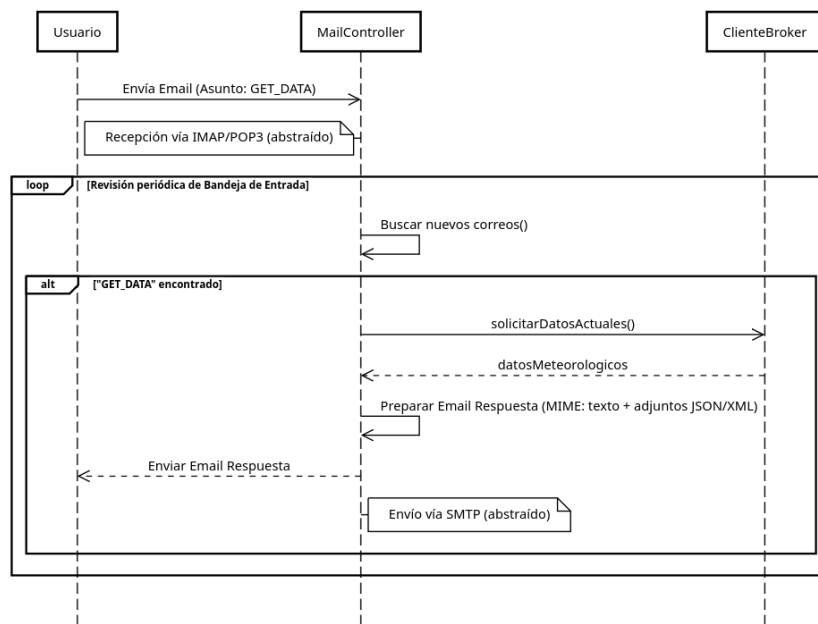 Usuario
MailController
ClienteBroker
Envía Email (Asunto: GET_DATA)
Recepción vía IMAP/POP3 (abstraído)
loop
[Revisión periódica de Bandeja de Entrada]
Buscar nuevos correos()
alt
["GET_DATA" encontrado]
solicitarDatosActuales()
datosMeteorologicos
Preparar Email Respuesta (MIME: texto + adjuntos JSON/XML)
Enviar Email Respuesta
Envío vía SMTP (abstraído)